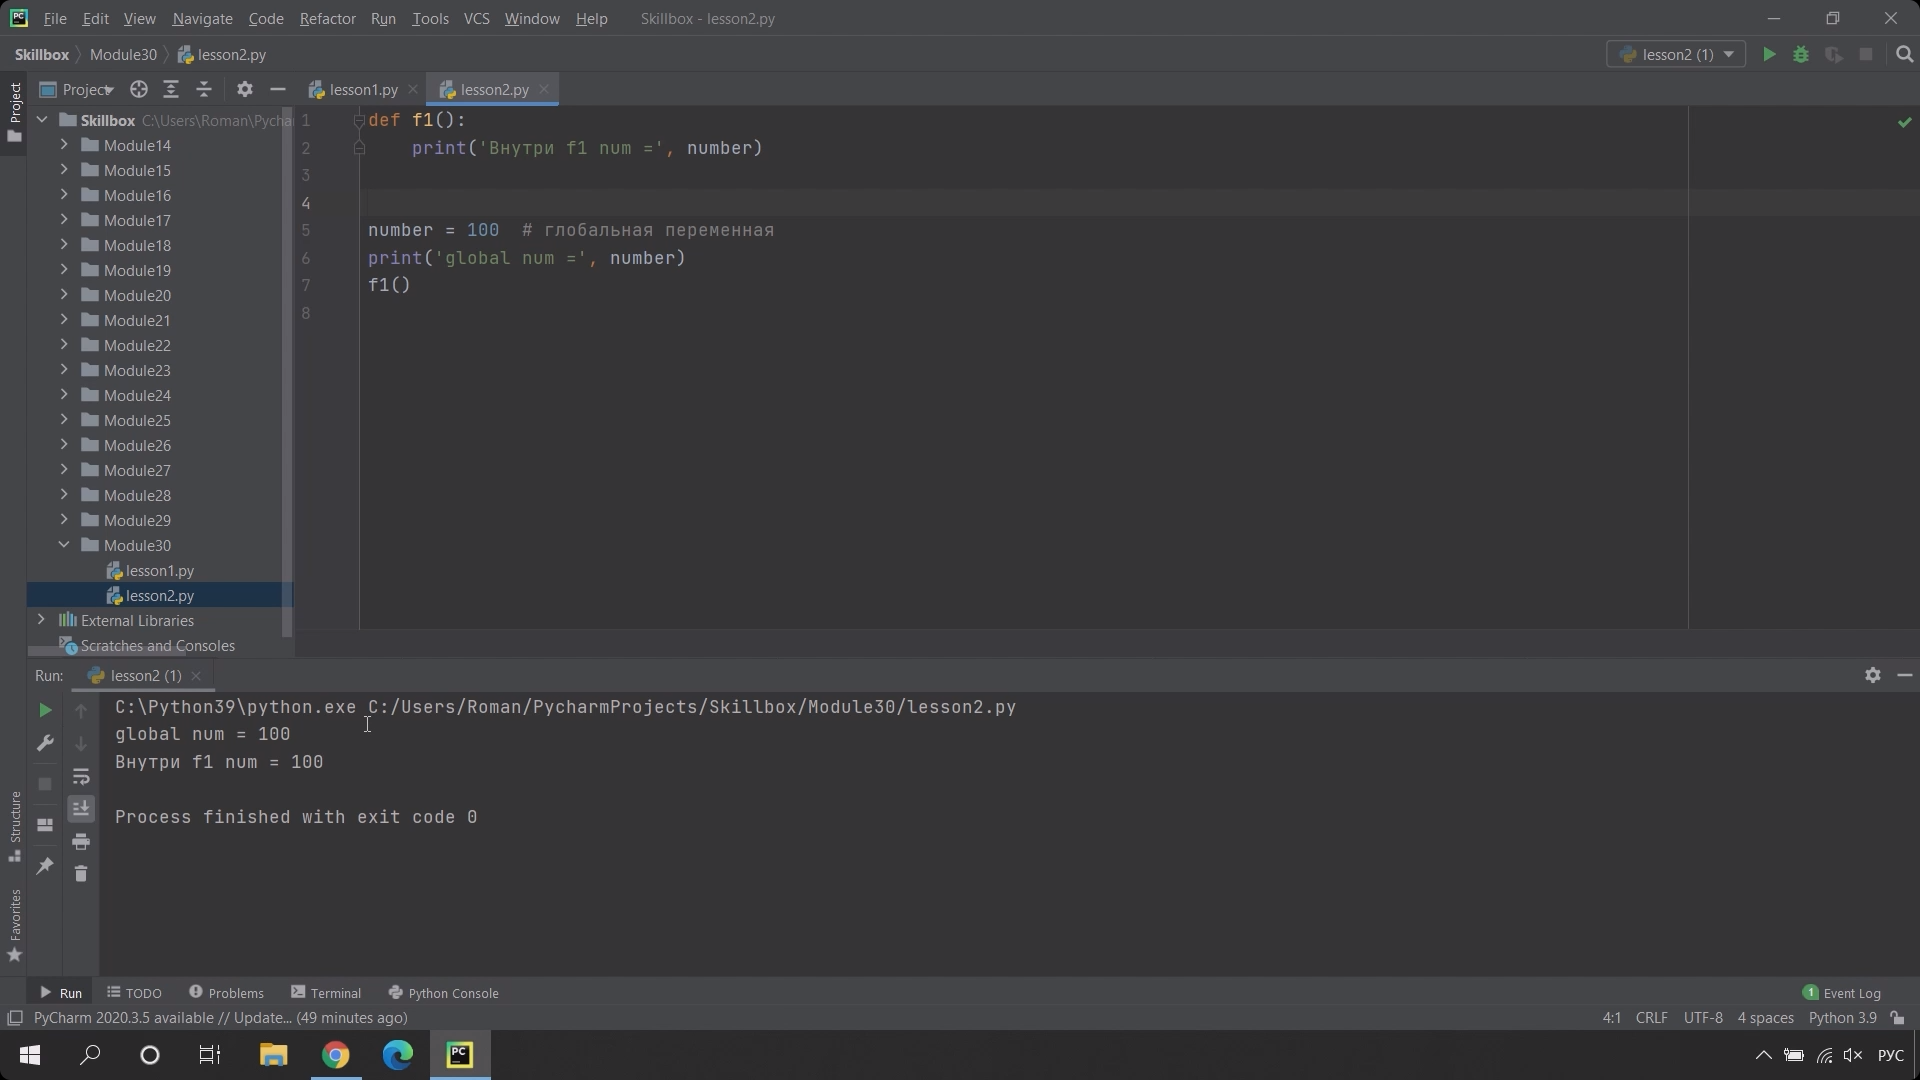 File Edit View Navigate Code Refactor Run Tools VCS Window Help Skillbox - lesson2.py
Skillbox Module30 lesson2.py lesson2 (1)
Project lesson1.py lesson2.py
Project
Skillbox C:\Users\Roman\Pycha
Module14
Module15
Module16
Module17
Module18
Module19
Module20
Module21
Module22
Module23
Module24
Module25
Module26
Module27
Module28
Module29
Module30
lesson1.py
lesson2.py
External Libraries
Scratches and Consoles
1 def f1():
2 print('Внутри f1 num =', number)
3
4
5 number = 100 # глобальная переменная
6 print('global num =', number)
7 f1()
8
Run: lesson2 (1)
C:\Python39\python.exe C:/Users/Roman/PycharmProjects/Skillbox/Module30/lesson2.py
global num = 100
Внутри f1 num = 100
Process finished with exit code 0
Structure
Favorites
Run TODO Problems Terminal Python Console 1 Event Log
PyCharm 2020.3.5 available // Update... (49 minutes ago) 4:1 CRLF UTF-8 4 spaces Python 3.9
PC РУС